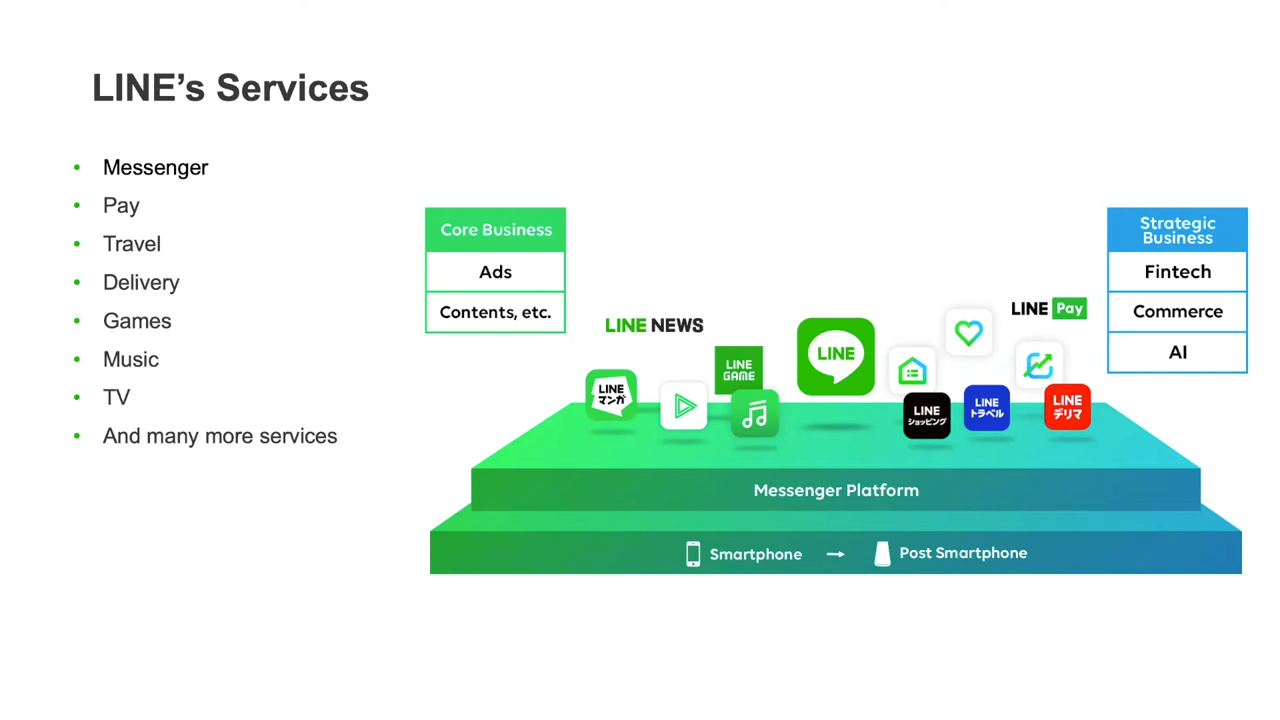 LINE’s Services
• Messenger
• Pay
• Travel
• Delivery
• Games
• Music
• TV
• And many more services
Core Business
Ads
Contents, etc.
Strategic
Business
Fintech
Commerce
AI
LINE NEWS
LINE Pay
LINE
GAME
LINE
LINE
マンガ
LINE
ショッピング
LINE
トラベル
LINE
デリマ
Messenger Platform
Smartphone → Post Smartphone